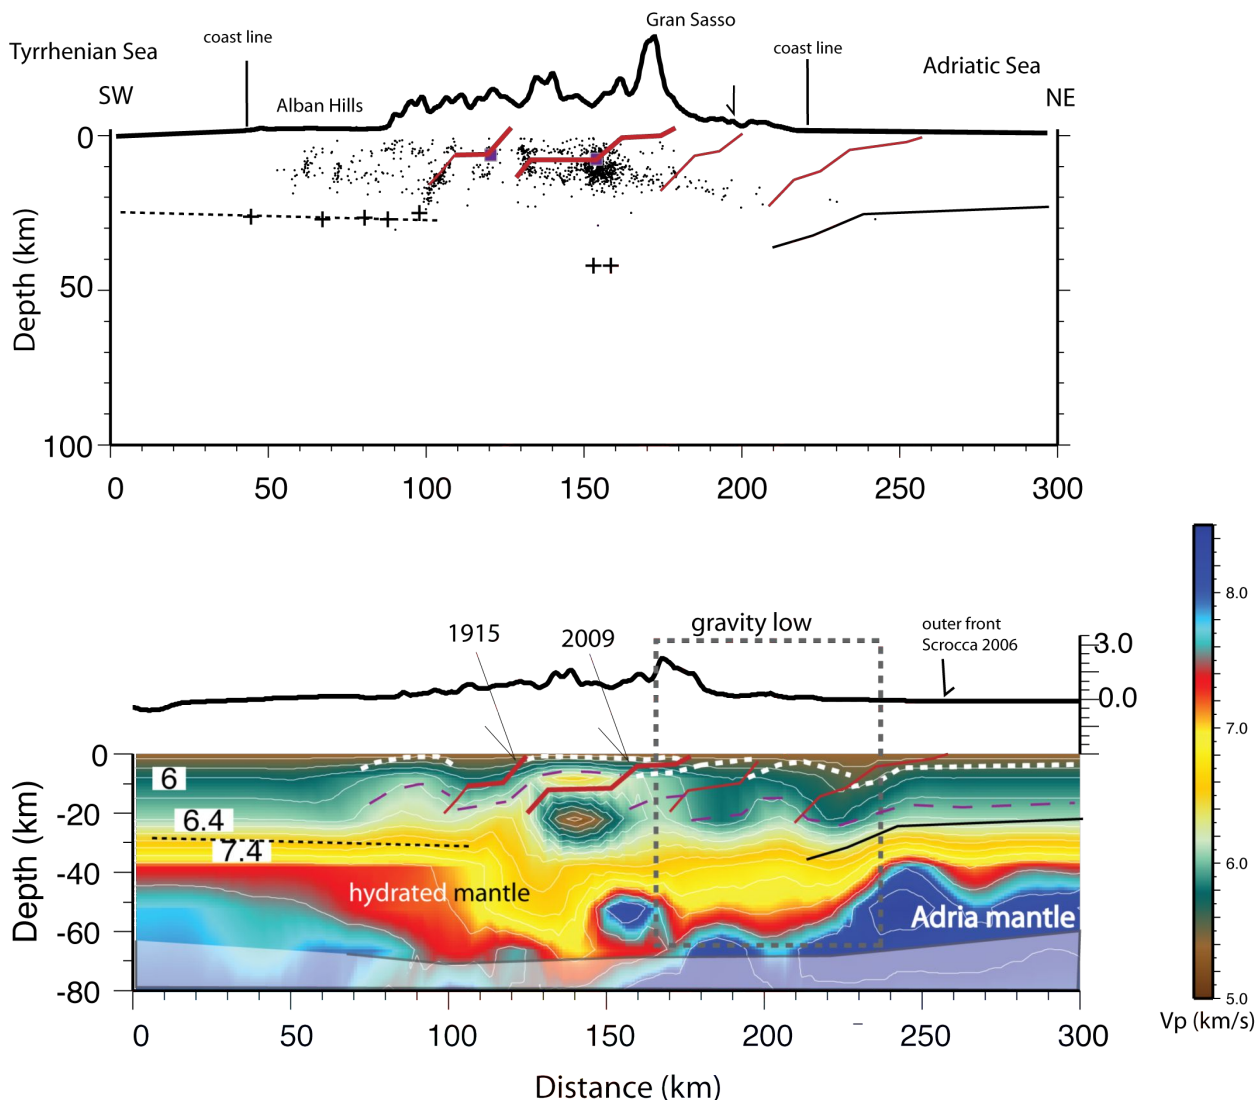 Gran Sasso
Tyrrhenian Sea
coast line
coast line
Adriatic Sea
SW
Alban Hills
NE
0
50
100
Depth (km)
0
50
100
150
200
250
300
gravity low
1915
2009
outer front
Scrocca 2006
3.0
0.0
8.0
7.0
6.0
5.0
Vp (km/s)
0
-20
-40
-60
-80
Depth (km)
6
6.4
7.4
hydrated mantle
Adria mantle
0
50
100
150
200
250
300
Distance (km)